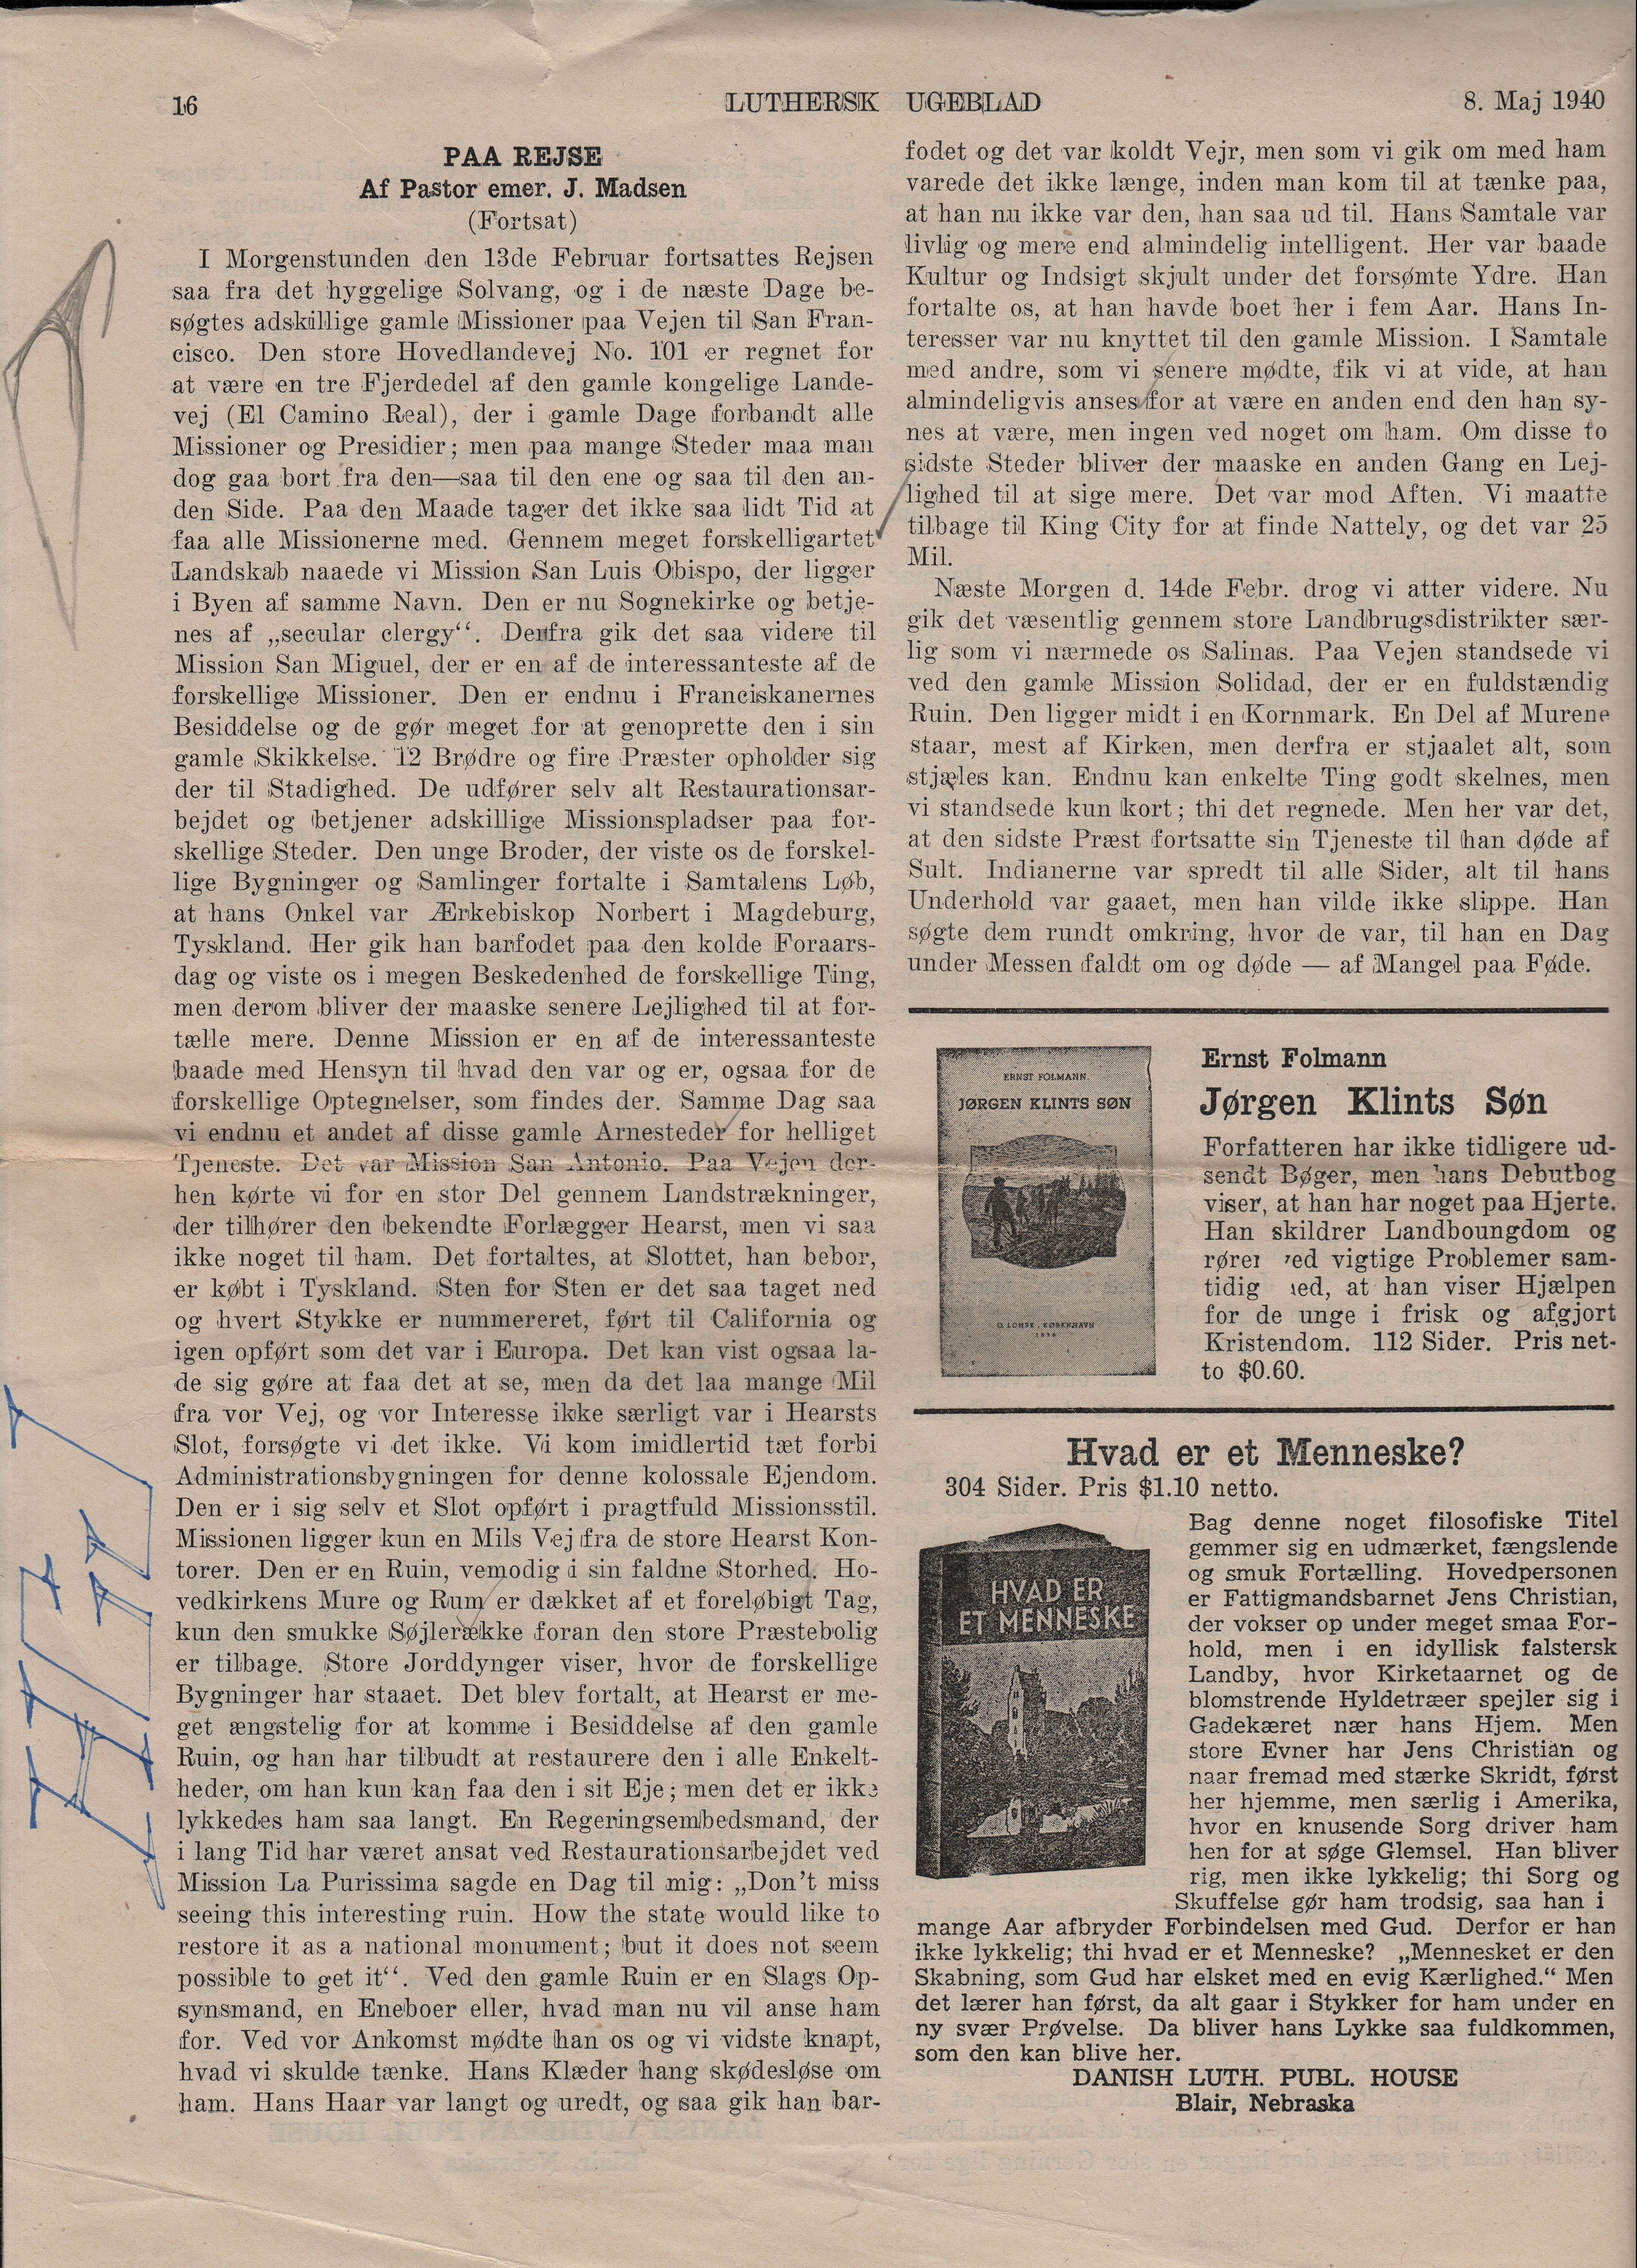 16
LUTHERSK UGEBLAD
8. Maj 1940
PAA REJSE
Af Pastor emer. J. Madsen
(Fortsat)
I Morgenstunden den 13de Februar fortsattes Rejsen
saa fra det hyggelige Solvang, og i de næste Dage be-
søgtes adskillige gamle Missioner paa Vejen til San Fran-
cisco. Den store Hovedlandevej No. 101 er regnet for
at være en tre Fjerdedel af den gamle kongelige Lande-
vej (El Camino Real), der i gamle Dage forbandt alle
Missioner og Presidier; men paa mange Steder maa man
dog gaa bort fra den—saa til den ene og saa til den an-
den Side. Paa den Maade tager det ikke saa lidt Tid at
faa alle Missionerne med. Gennem meget forskelligartet
Landskab naaede vi Mission San Luis Obispo, der ligger
i Byen af samme Navn. Den er nu Sognekirke og betje-
nes af „secular clergy“. Derfra gik det saa videre til
Mission San Miguel, der er en af de interessanteste af de
forskellige Missioner. Den er endnu i Franciskanernes
Besiddelse og de gør meget for at genoprette den i sin
gamle Skikkelse. 12 Brødre og fire Præster opholder sig
der til Stadighed. De udfører selv alt Restaurationsar-
bejdet og betjener adskillige Missionspladser paa for-
skellige Steder. Den unge Broder, der viste os de forskel-
lige Bygninger og Samlinger fortalte i Samtalens Løb,
at hans Onkel var Ærkebiskop Norbert i Magdeburg,
Tyskland. Her gik han barfodet paa den kolde Foraars-
dag og viste os i megen Beskedenhed de forskellige Ting,
men derom bliver der maaske senere Lejlighed til at for-
tælle mere. Denne Mission er en af de interessanteste
baade med Hensyn til hvad den var og er, ogsaa for de
forskellige Optegnelser, som findes der. Samme Dag saa
vi endnu et andet af disse gamle Arnesteder for helliget
Tjeneste. Det var Mission San Antonio. Paa Vejen der-
hen kørte vi for en stor Del gennem Landstrækninger,
der tilhører den bekendte Forlægger Hearst, men vi saa
ikke noget til ham. Det fortaltes, at Slottet, han bebor,
er købt i Tyskland. Sten for Sten er det saa taget ned
og hvert Stykke er nummereret, ført til California og
igen opført som det var i Europa. Det kan vist ogsaa la-
de sig gøre at faa det at se, men da det laa mange Mil
fra vor Vej, og vor Interesse ikke særligt var i Hearsts
Slot, forsøgte vi det ikke. Vi kom imidlertid tæt forbi
Administrationsbygningen for denne kolossale Ejendom.
Den er i sig selv et Slot opført i pragtfuld Missionsstil.
Missionen ligger kun en Mils Vej fra de store Hearst Kon-
torer. Den er en Ruin, vemodig i sin faldne Storhed. Ho-
vedkirkens Mure og Rum er dækket af et foreløbigt Tag,
kun den smukke Søjlerække foran den store Præstebolig
er tilbage. Store Jorddynger viser, hvor de forskellige
Bygninger har staaet. Det blev fortalt, at Hearst er me-
get ængstelig for at komme i Besiddelse af den gamle
Ruin, og han har tilbudt at restaurere den i alle Enkelt-
heder, om han kun kan faa den i sit Eje; men det er ikke
lykkedes ham saa langt. En Regeringsembedsmand, der
i lang Tid har været ansat ved Restaurationsarbejdet ved
Mission La Purissima sagde en Dag til mig: „Don't miss
seeing this interesting ruin. How the state would like to
restore it as a national monument; but it does not seem
possible to get it“. Ved den gamle Ruin er en Slags Op-
synsmand, en Eneboer eller, hvad man nu vil anse ham
for. Ved vor Ankomst mødte han os og vi vidste knapt,
hvad vi skulde tænke. Hans Klæder hang skødesløse om
ham. Hans Haar var langt og uredt, og saa gik han bar-
fodet og det var koldt Vejr, men som vi gik om med ham
varede det ikke længe, inden man kom til at tænke paa,
at han nu ikke var den, han saa ud til. Hans Samtale var
livlig og mere end almindelig intelligent. Her var baade
Kultur og Indsigt skjult under det forsømte Ydre. Han
fortalte os, at han havde boet her i fem Aar. Hans In-
teresser var nu knyttet til den gamle Mission. I Samtale
med andre, som vi senere mødte, fik vi at vide, at han
almindeligvis anses for at være en anden end den han sy-
nes at være, men ingen ved noget om ham. Om disse to
sidste Steder bliver der maaske en anden Gang en Lej-
lighed til at sige mere. Det var mod Aften. Vi maatte
tilbage til King City for at finde Nattely, og det var 25
Mil.
Næste Morgen d. 14de Febr. drog vi atter videre. Nu
gik det væsentlig gennem store Landbrugsdistrikter sær-
lig som vi nærmede os Salinas. Paa Vejen standsede vi
ved den gamle Mission Solidad, der er en fuldstændig
Ruin. Den ligger midt i en Kornmark. En Del af Murene
staar, mest af Kirken, men derfra er stjaalet alt, som
stjæles kan. Endnu kan enkelte Ting godt skelnes, men
vi standsede kun kort; thi det regnede. Men her var det,
at den sidste Præst fortsatte sin Tjeneste til han døde af
Sult. Indianerne var spredt til alle Sider, alt til hans
Underhold var gaaet, men han vilde ikke slippe. Han
søgte dem rundt omkring, hvor de var, til han en Dag
under Messen faldt om og døde — af Mangel paa Føde.
ERNST FOLMANN
JØRGEN KLINTS SØN
O. LOHSE, KØBENHAVN
Ernst Folmann
Jørgen Klints Søn
Forfatteren har ikke tidligere ud-
sendt Bøger, men hans Debutbog
viser, at han har noget paa Hjerte.
Han skildrer Landboungdom og
rører ved vigtige Problemer sam-
tidig med, at han viser Hjælpen
for de unge i frisk og afgjort
Kristendom. 112 Sider. Pris net-
to $0.60.
Hvad er et Menneske?
304 Sider. Pris $1.10 netto.
HVAD ER
ET MENNESKE
Bag denne noget filosofiske Titel
gemmer sig en udmærket, fængslende
og smuk Fortælling. Hovedpersonen
er Fattigmandsbarnet Jens Christian,
der vokser op under meget smaa For-
hold, men i en idyllisk falstersk
Landby, hvor Kirketaarnet og de
blomstrende Hyldetræer spejler sig i
Gadekæret nær hans Hjem. Men
store Evner har Jens Christian og
naar fremad med stærke Skridt, først
her hjemme, men særlig i Amerika,
hvor en knusende Sorg driver ham
hen for at søge Glemsel. Han bliver
rig, men ikke lykkelig; thi Sorg og
Skuffelse gør ham trodsig, saa han i
mange Aar afbryder Forbindelsen med Gud. Derfor er han
ikke lykkelig; thi hvad er et Menneske? „Mennesket er den
Skabning, som Gud har elsket med en evig Kærlighed.“ Men
det lærer han først, da alt gaar i Stykker for ham under en
ny svær Prøvelse. Da bliver hans Lykke saa fuldkommen,
som den kan blive her.
DANISH LUTH. PUBL. HOUSE
Blair, Nebraska